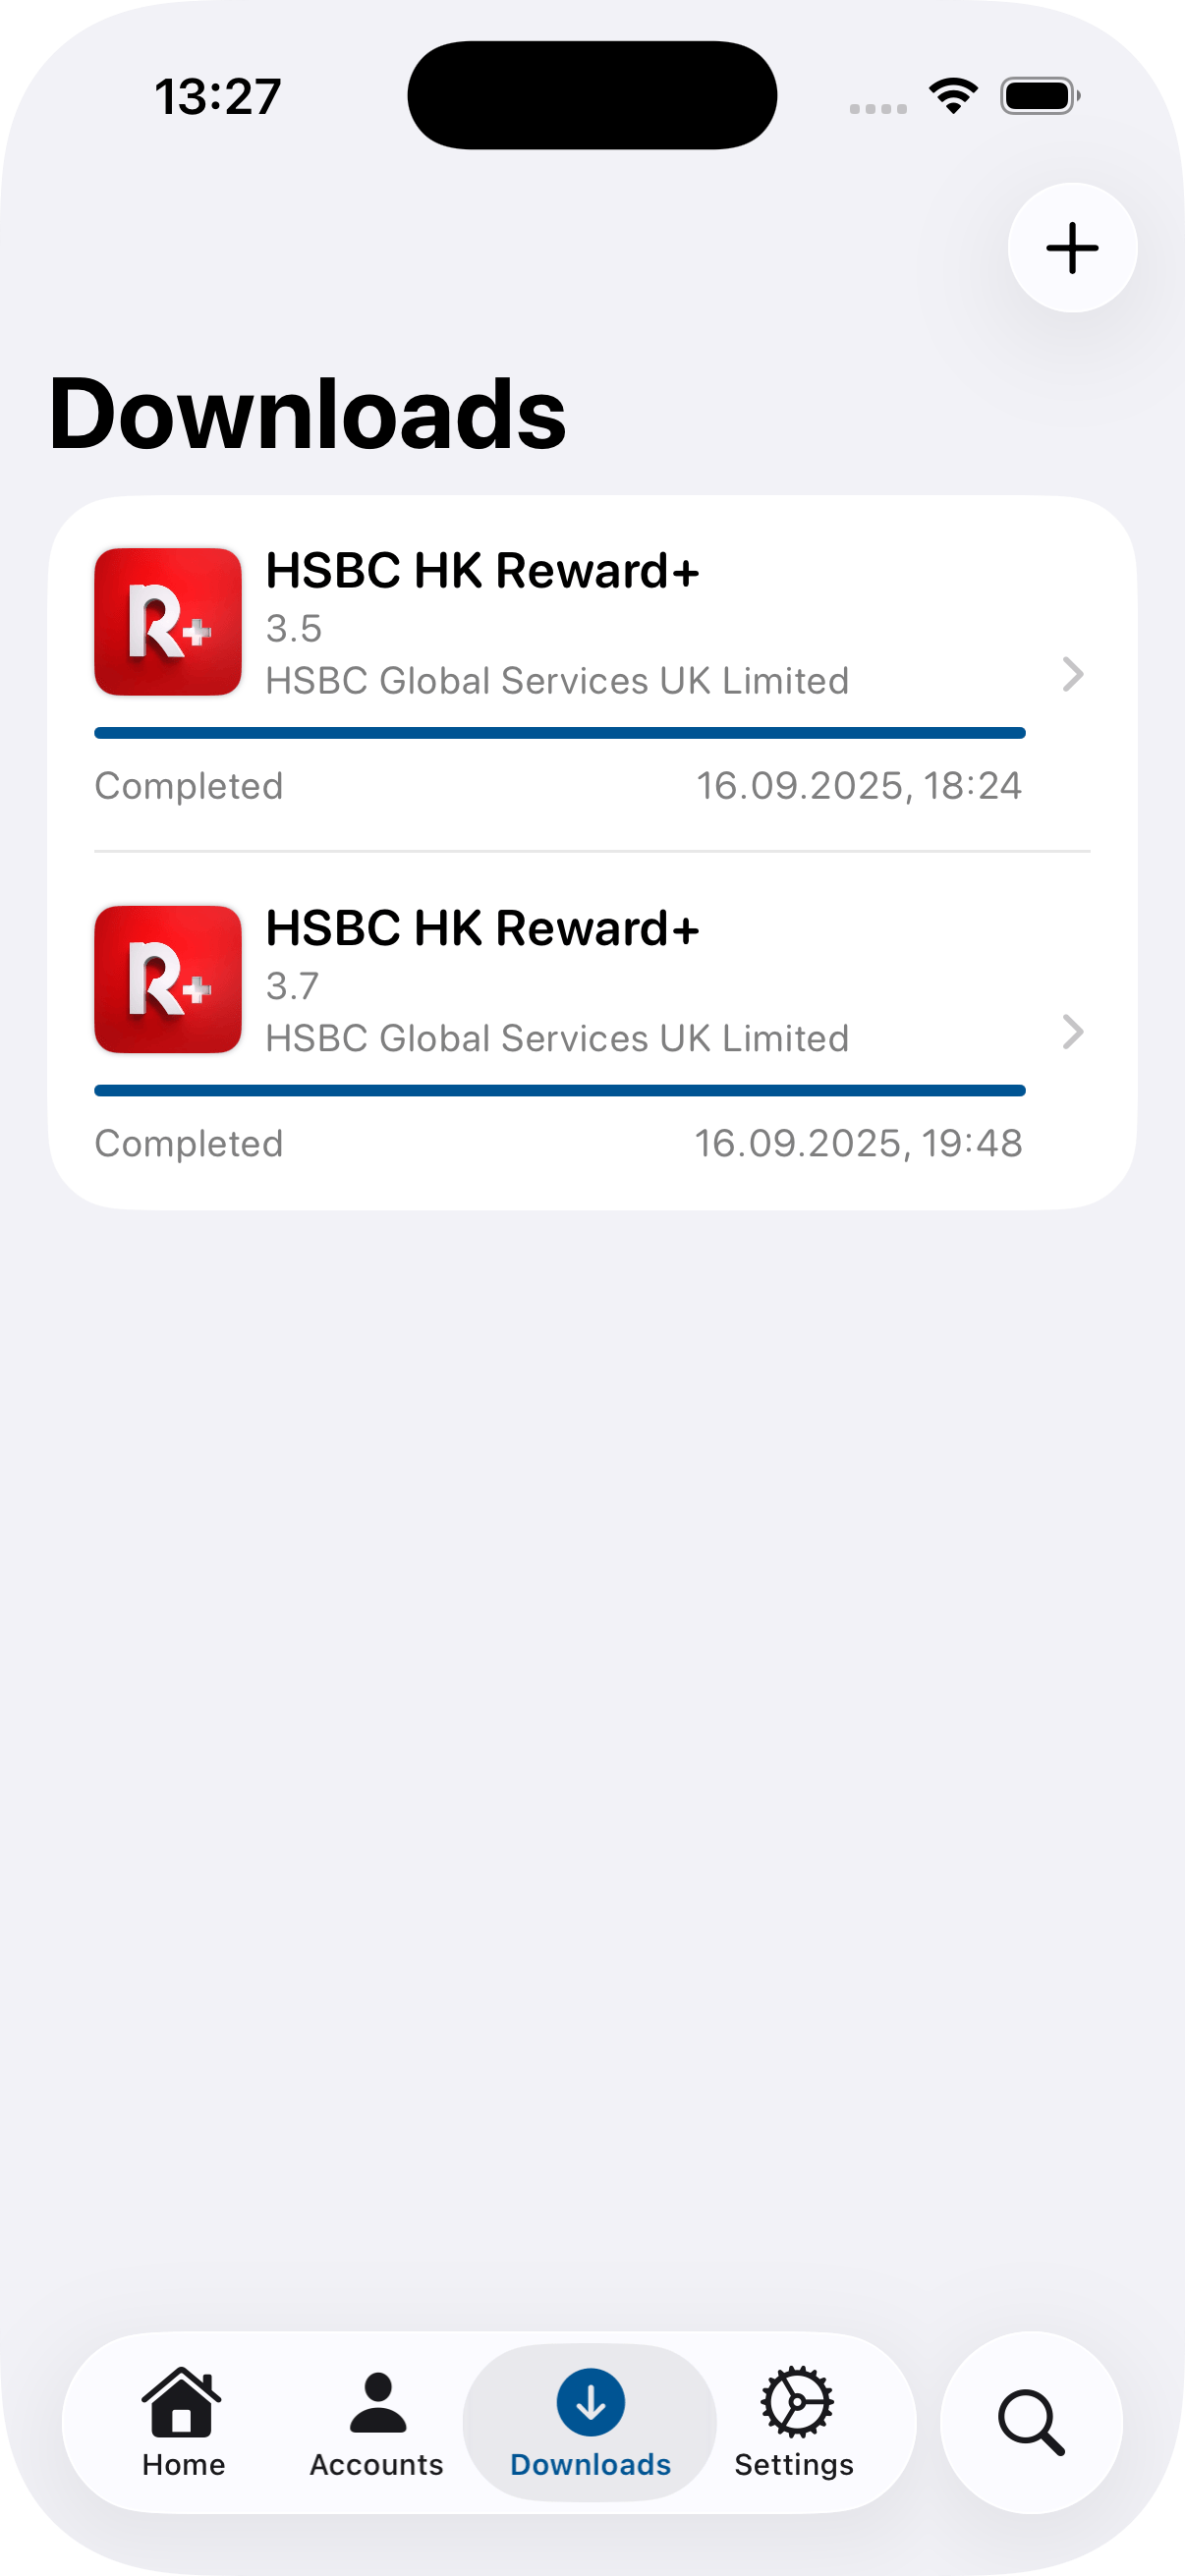 13:27
Downloads
R+
HSBC HK Reward+
3.5
HSBC Global Services UK Limited
Completed
16.09.2025, 18:24
R+
HSBC HK Reward+
3.7
HSBC Global Services UK Limited
Completed
16.09.2025, 19:48
Home
Accounts
Downloads
Settings